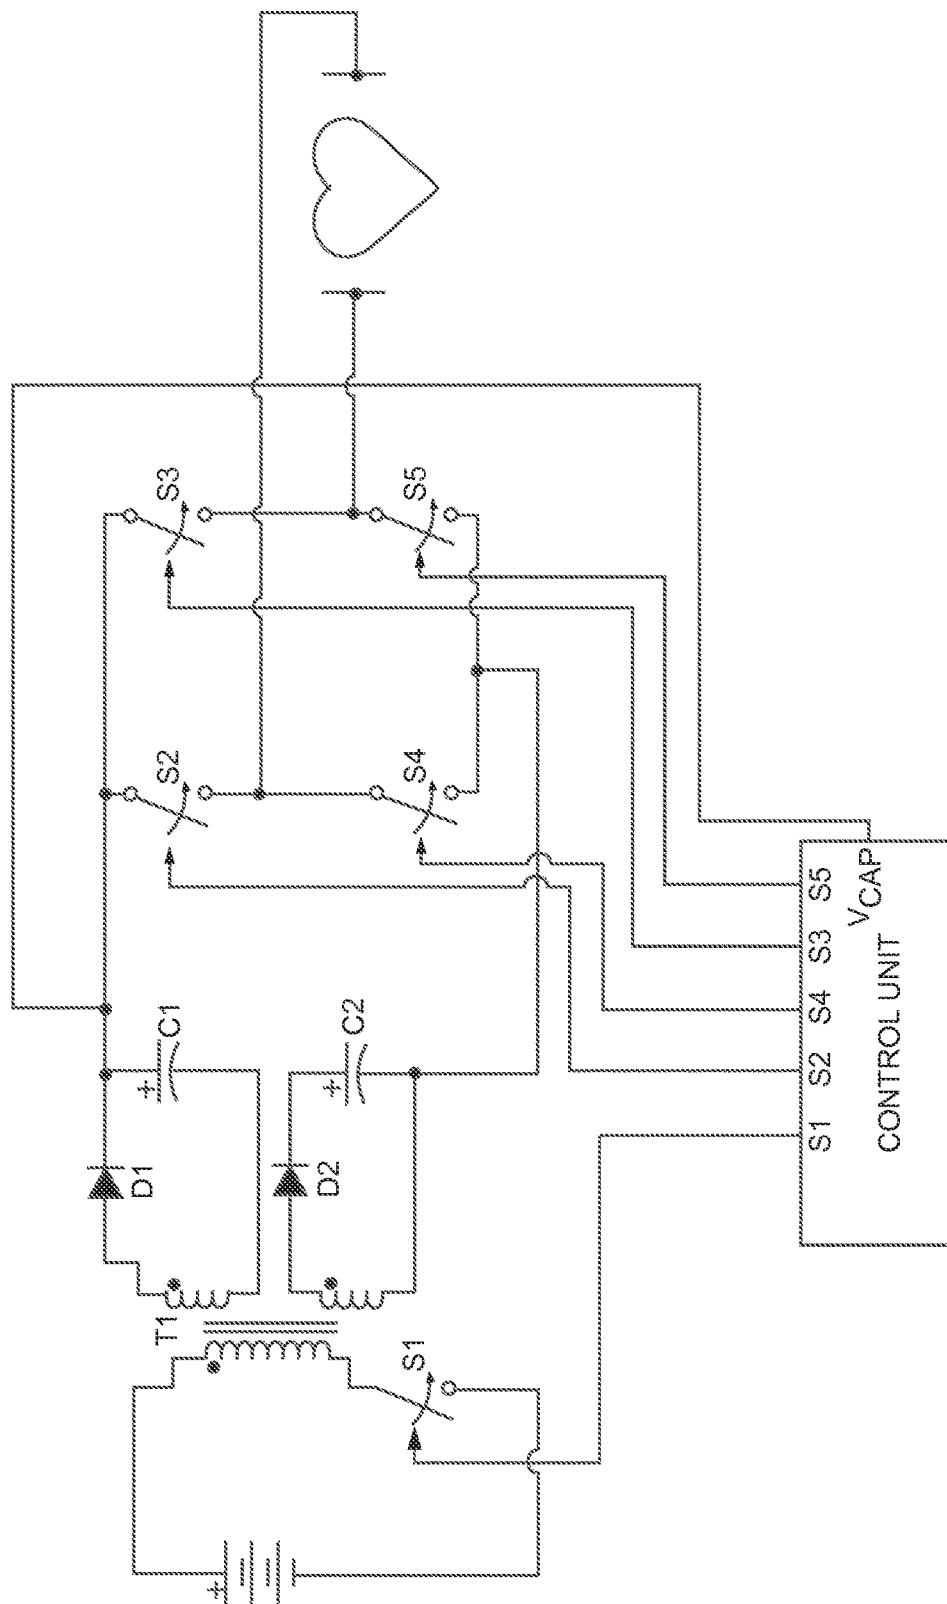 S3
S5
S2
S4
C1
C2
D1
D2
T1
S1
+
+
+
S1
S2
S4
S3
S5
VCAP
CONTROL UNIT